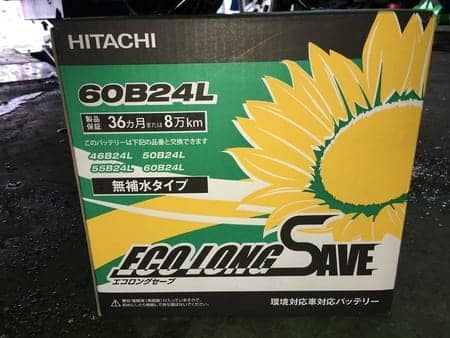 HITACHI
60B24L
製品保証 36カ月または8万km
このバッテリーは下記の品番と交換できます
46B24L 50B24L
55B24L 60B24L
無補水タイプ
ECO LONG SAVE
エコロングセーブ
環境対応車対応バッテリー